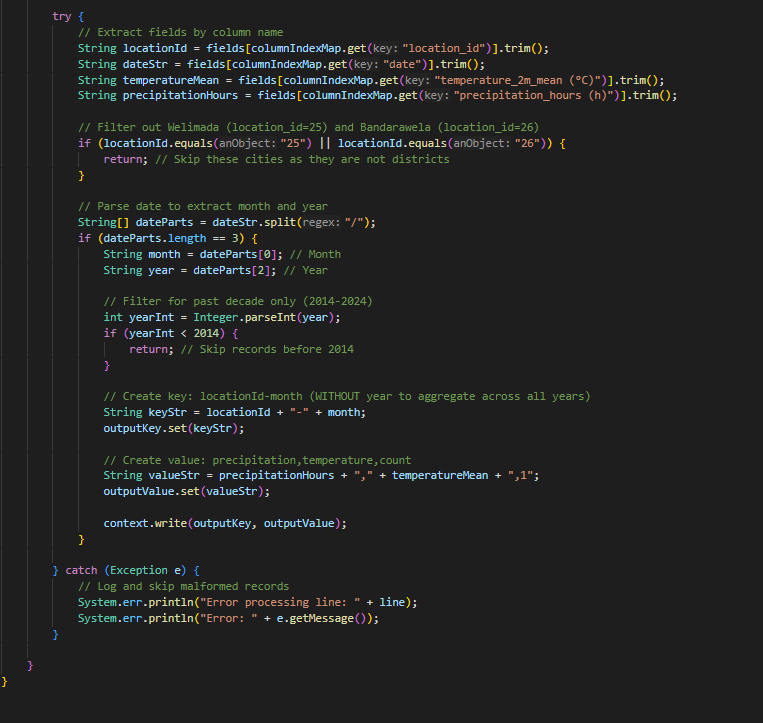 try {
// Extract fields by column name
String locationId = fields[columnIndexMap.get(key: "location_id")].trim();
String dateStr = fields[columnIndexMap.get(key: "date")].trim();
String temperatureMean = fields[columnIndexMap.get(key: "temperature_2m_mean (°C)")].trim();
String precipitationHours = fields[columnIndexMap.get(key: "precipitation_hours (h)")].trim();
// Filter out Welimada (location_id=25) and Bandarawela (location_id=26)
if (locationId.equals(anObject: "25") || locationId.equals(anObject: "26")) {
return; // Skip these cities as they are not districts
}
// Parse date to extract month and year
String[] dateParts = dateStr.split(regex: "/");
if (dateParts.length == 3) {
String month = dateParts[0]; // Month
String year = dateParts[2]; // Year
// Filter for past decade only (2014-2024)
int yearInt = Integer.parseInt(year);
if (yearInt < 2014) {
return; // Skip records before 2014
}
// Create key: locationId-month (WITHOUT year to aggregate across all years)
String keyStr = locationId + "-" + month;
outputKey.set(keyStr);
// Create value: precipitation,temperature,count
String valueStr = precipitationHours + "," + temperatureMean + ",1";
outputValue.set(valueStr);
context.write(outputKey, outputValue);
}
} catch (Exception e) {
// Log and skip malformed records
System.err.println("Error processing line: " + line);
System.err.println("Error: " + e.getMessage());
}
}
}